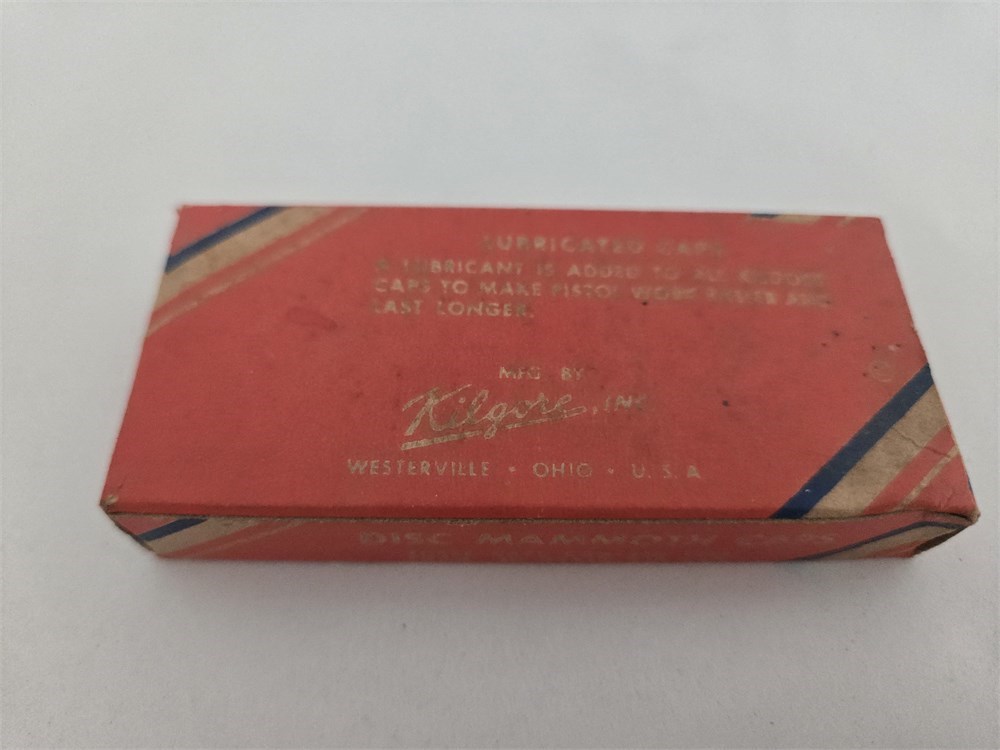 LUBRICATED CAPS
A LUBRICANT IS ADDED TO ALL KILGORE
CAPS TO MAKE PISTOL WORK BETTER AND
LAST LONGER.
MFG. BY
Kilgore, INC.
WESTERVILLE • OHIO • U. S. A
DISC MAMMOTH CAPS